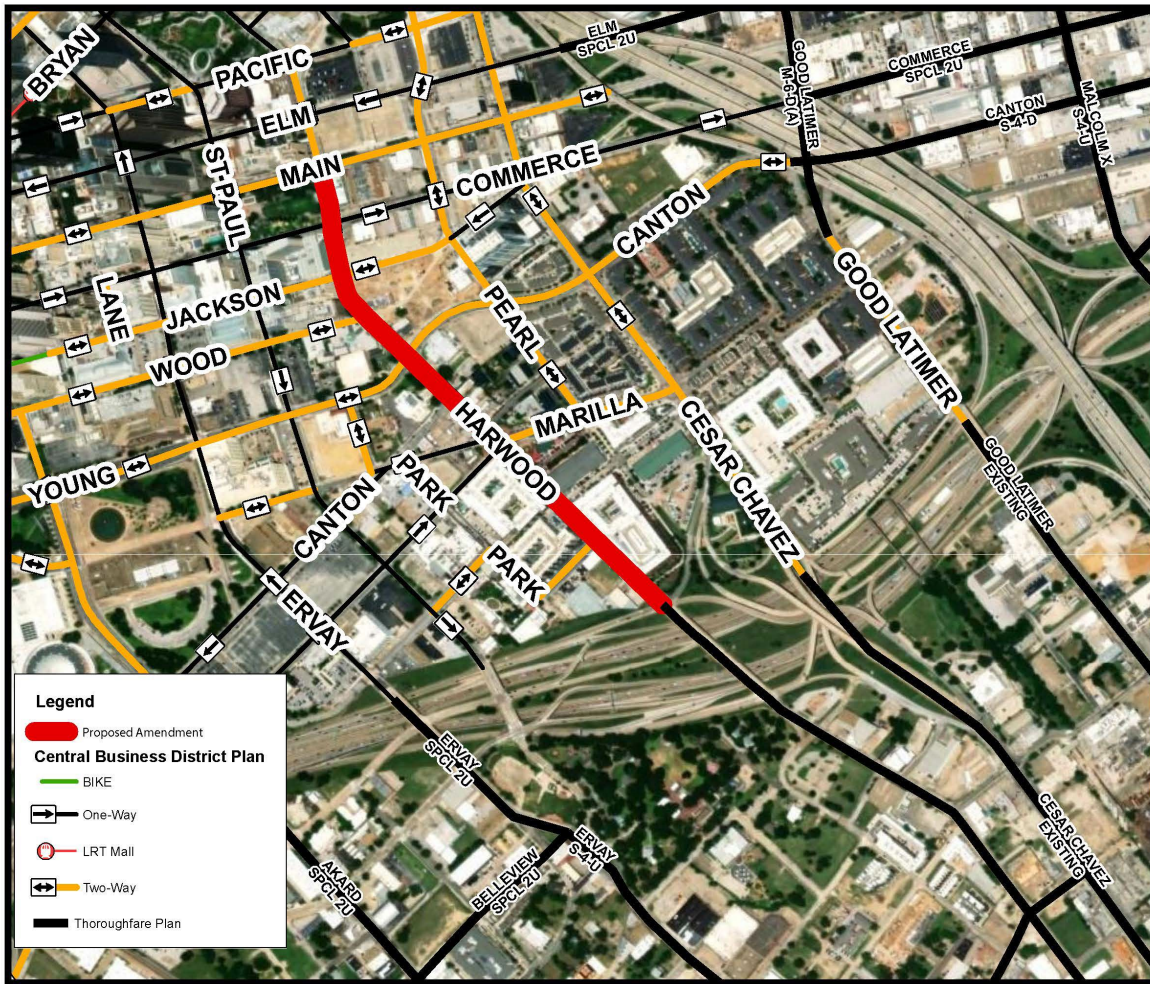 BRYAN
PACIFIC
ELM
SPCL 2U
GOOD LATIMER
M-6-D(A)
COMMERCE
SPCL 2U
CANTON
S-4-D
MALCOLM X
S-4-U
ELM
ST-PAUL
MAIN
COMMERCE
CANTON
LANE
JACKSON
PEARL
GOOD LATIMER
WOOD
MARILLA
HARWOOD
CESAR CHAVEZ
YOUNG
CANTON
PARK
GOOD LATIMER
EXISTING
PARK
ERVAY
Legend
Proposed Amendment
Central Business District Plan
BIKE
One-Way
LRT Mall
Two-Way
Thoroughfare Plan
ERVAY
SPCL 2U
AKARD
SPCL 2U
BELLEVIEW
SPCL 2U
ERVAY
S-4-U
CESAR CHAVEZ
EXISTING